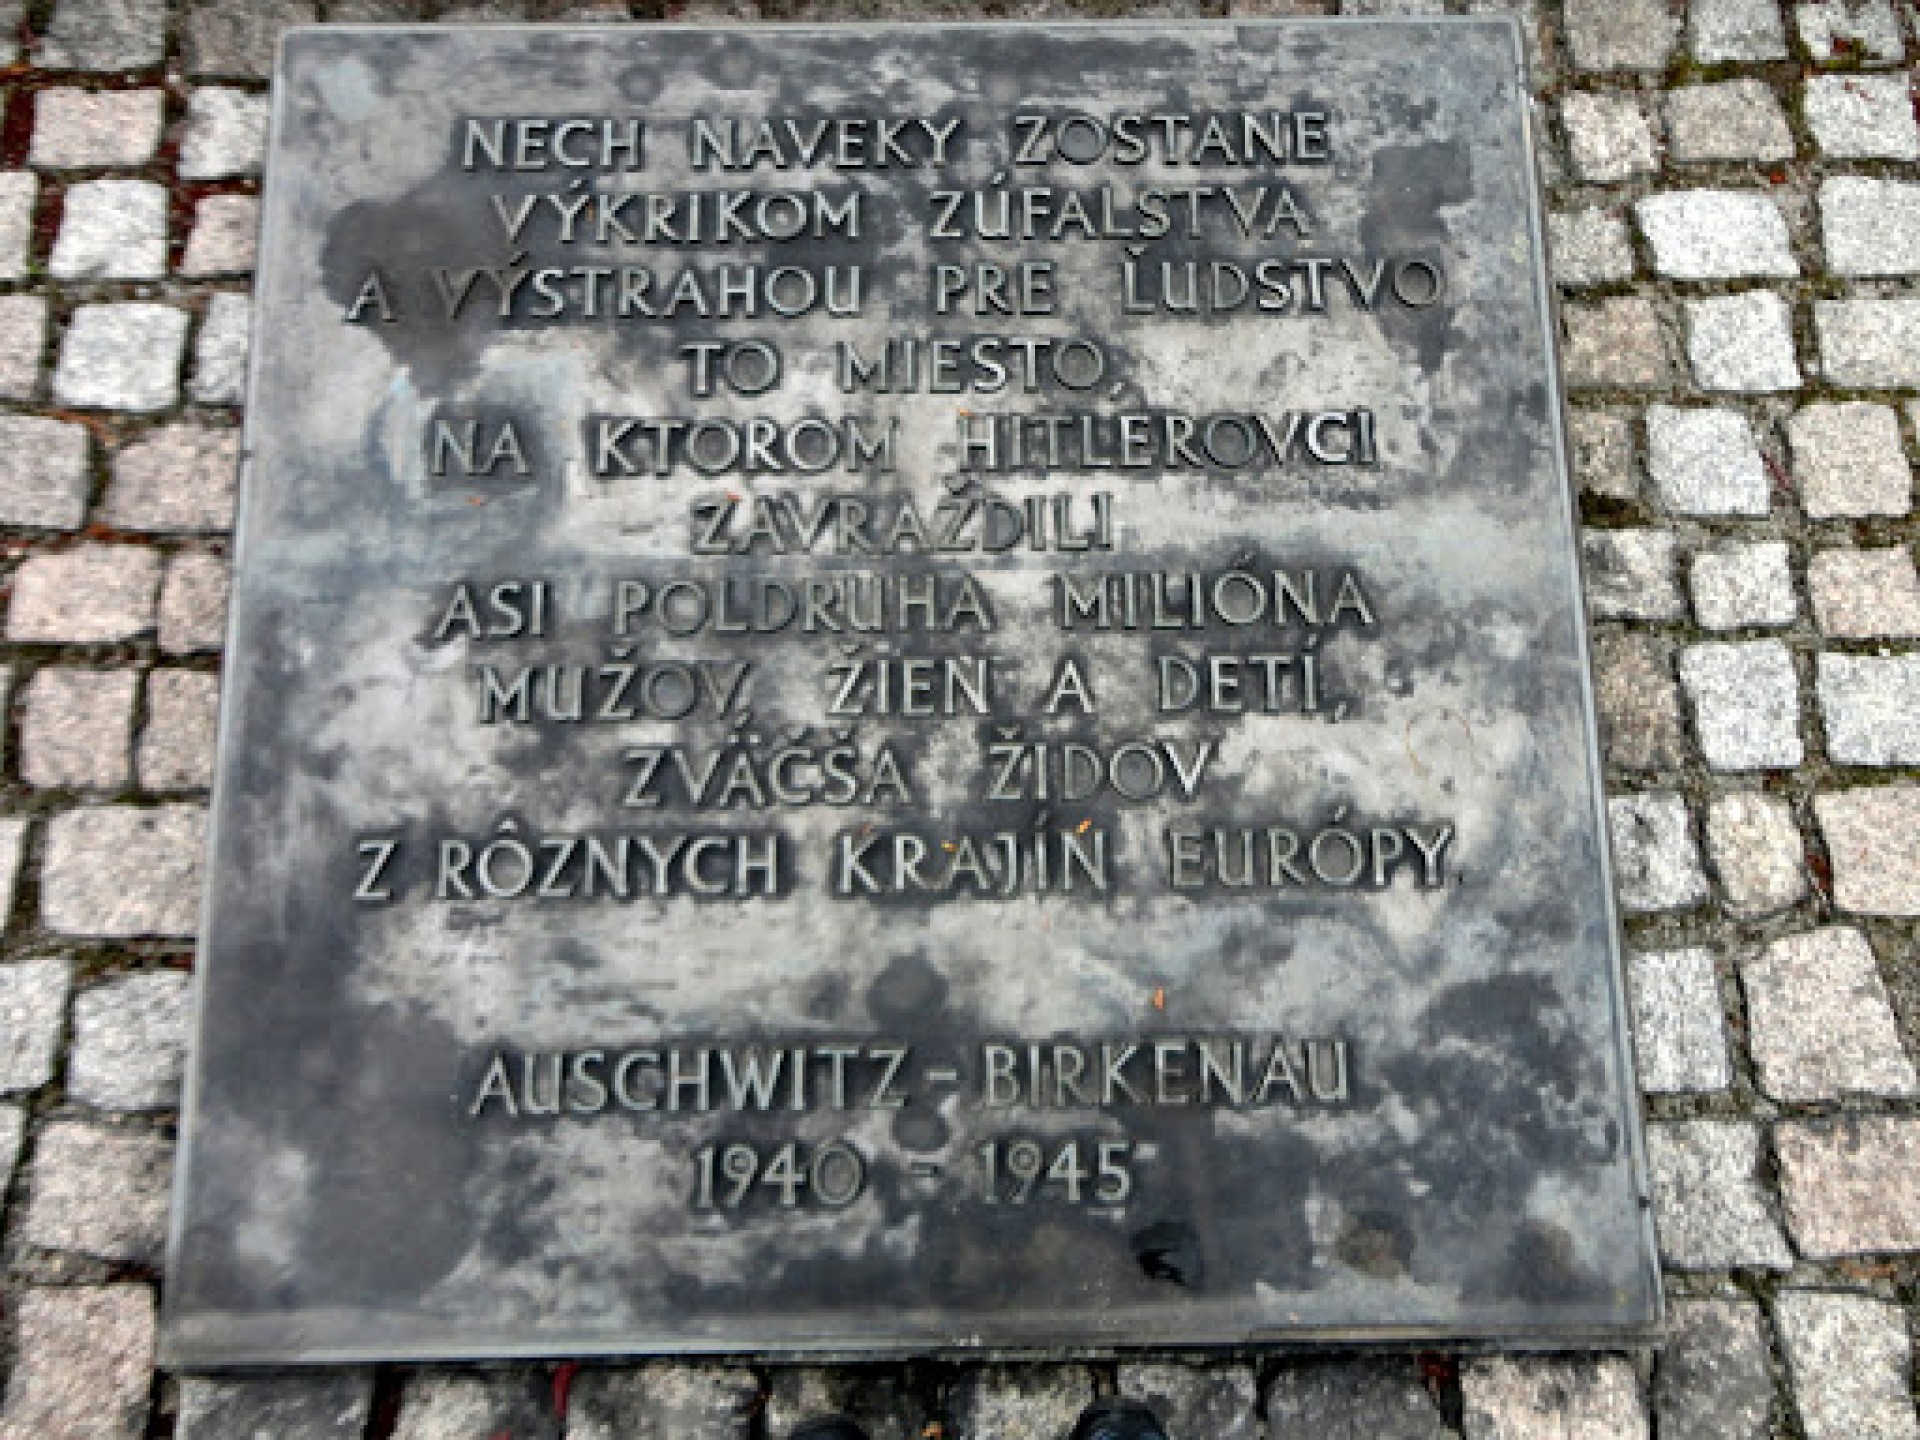 NECH NAVEKY ZOSTANE
VÝKRIKOM ZÚFALSTVA
A VÝSTRAHOU PRE ĽUDSTVO
TO MIESTO,
NA KTOROM HITLEROVCI
ZAVRAŽDILI
ASI POLDRUHA MILIÓNA
MUŽOV, ŽIEN A DETÍ,
ZVÄČŠA ŽIDOV
Z RÔZNYCH KRAJÍN EURÓPY.
AUSCHWITZ - BIRKENAU
1940 - 1945